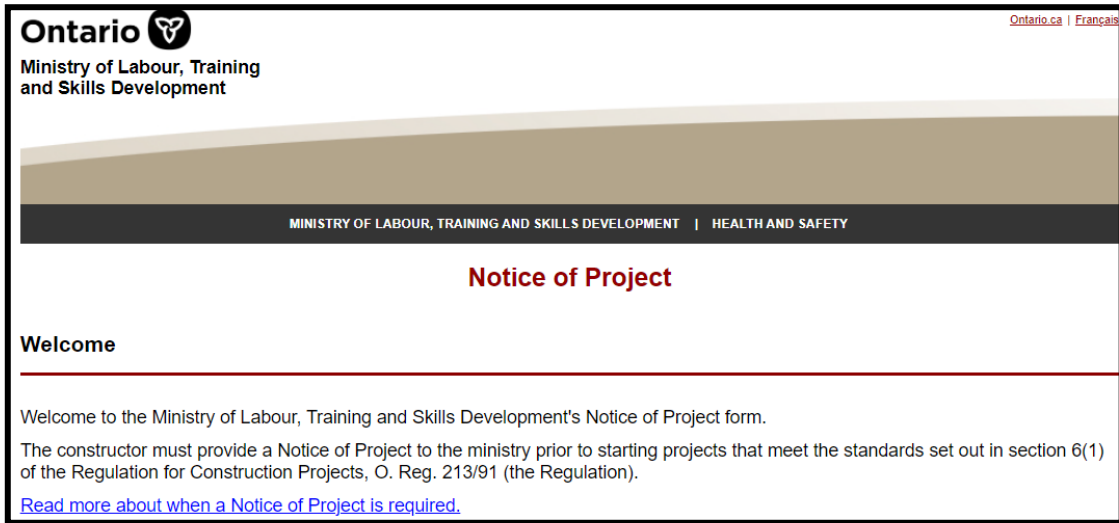 Ontario
Ontario.ca | Français
Ministry of Labour, Training
and Skills Development
MINISTRY OF LABOUR, TRAINING AND SKILLS DEVELOPMENT | HEALTH AND SAFETY
Notice of Project
Welcome
Welcome to the Ministry of Labour, Training and Skills Development's Notice of Project form.
The constructor must provide a Notice of Project to the ministry prior to starting projects that meet the standards set out in section 6(1)
of the Regulation for Construction Projects, O. Reg. 213/91 (the Regulation).
Read more about when a Notice of Project is required.